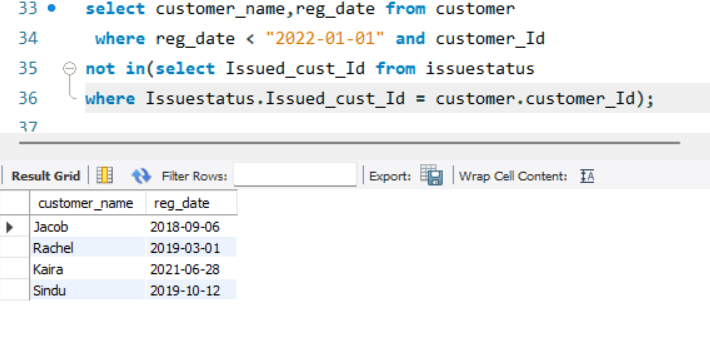 33 select customer_name,reg_date from customer
34 where reg_date < "2022-01-01" and customer_Id
35 not in(select Issued_cust_Id from issuestatus
36 where Issuestatus.Issued_cust_Id = customer.customer_Id);
37
Result Grid Filter Rows: Export: Wrap Cell Content: IA
customer_name reg_date
Jacob 2018-09-06
Rachel 2019-03-01
Kaira 2021-06-28
Sindu 2019-10-12